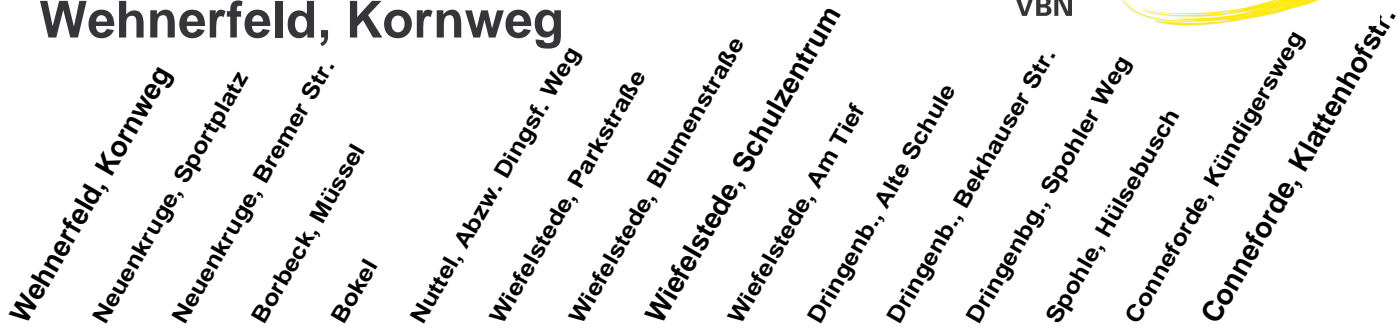 Wehnerfeld, Kornweg
VBN
Wehnerfeld, Kornweg
Neuenkruge, Sportplatz
Neuenkruge, Bremer Str.
Borbeck, Müssel
Bokel
Nuttel, Abzw. Dingsf. Weg
Wiefelstede, Parkstraße
Wiefelstede, Blumenstraße
Wiefelstede, Schulzentrum
Wiefelstede, Am Tief
Dringenb., Alte Schule
Dringenb., Bekhauser Str.
Dringenbg., Spohler Weg
Spohle, Hülsebusch
Conneforde, Kündigersweg
Conneforde, Klattenhofstr.